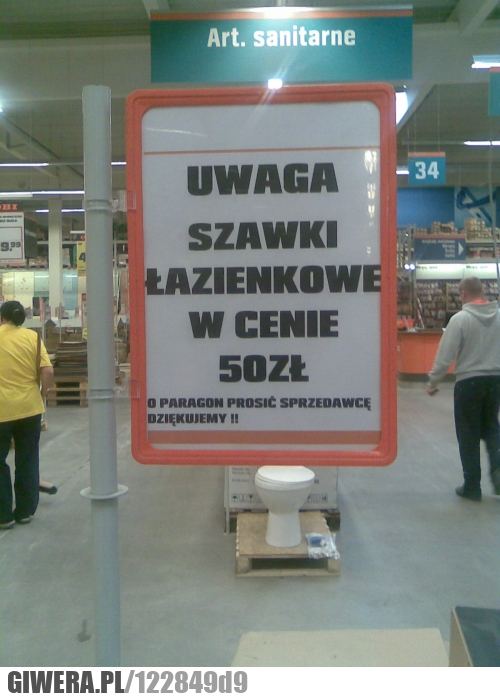 Art. sanitarne
34
UWAGA
SZAWKI
ŁAZIENKOWE
W CENIE
50ZŁ
O PARAGON PROSIĆ SPRZEDAWCĘ
DZIĘKUJEMY !!
GIWERA.PL/122849d9